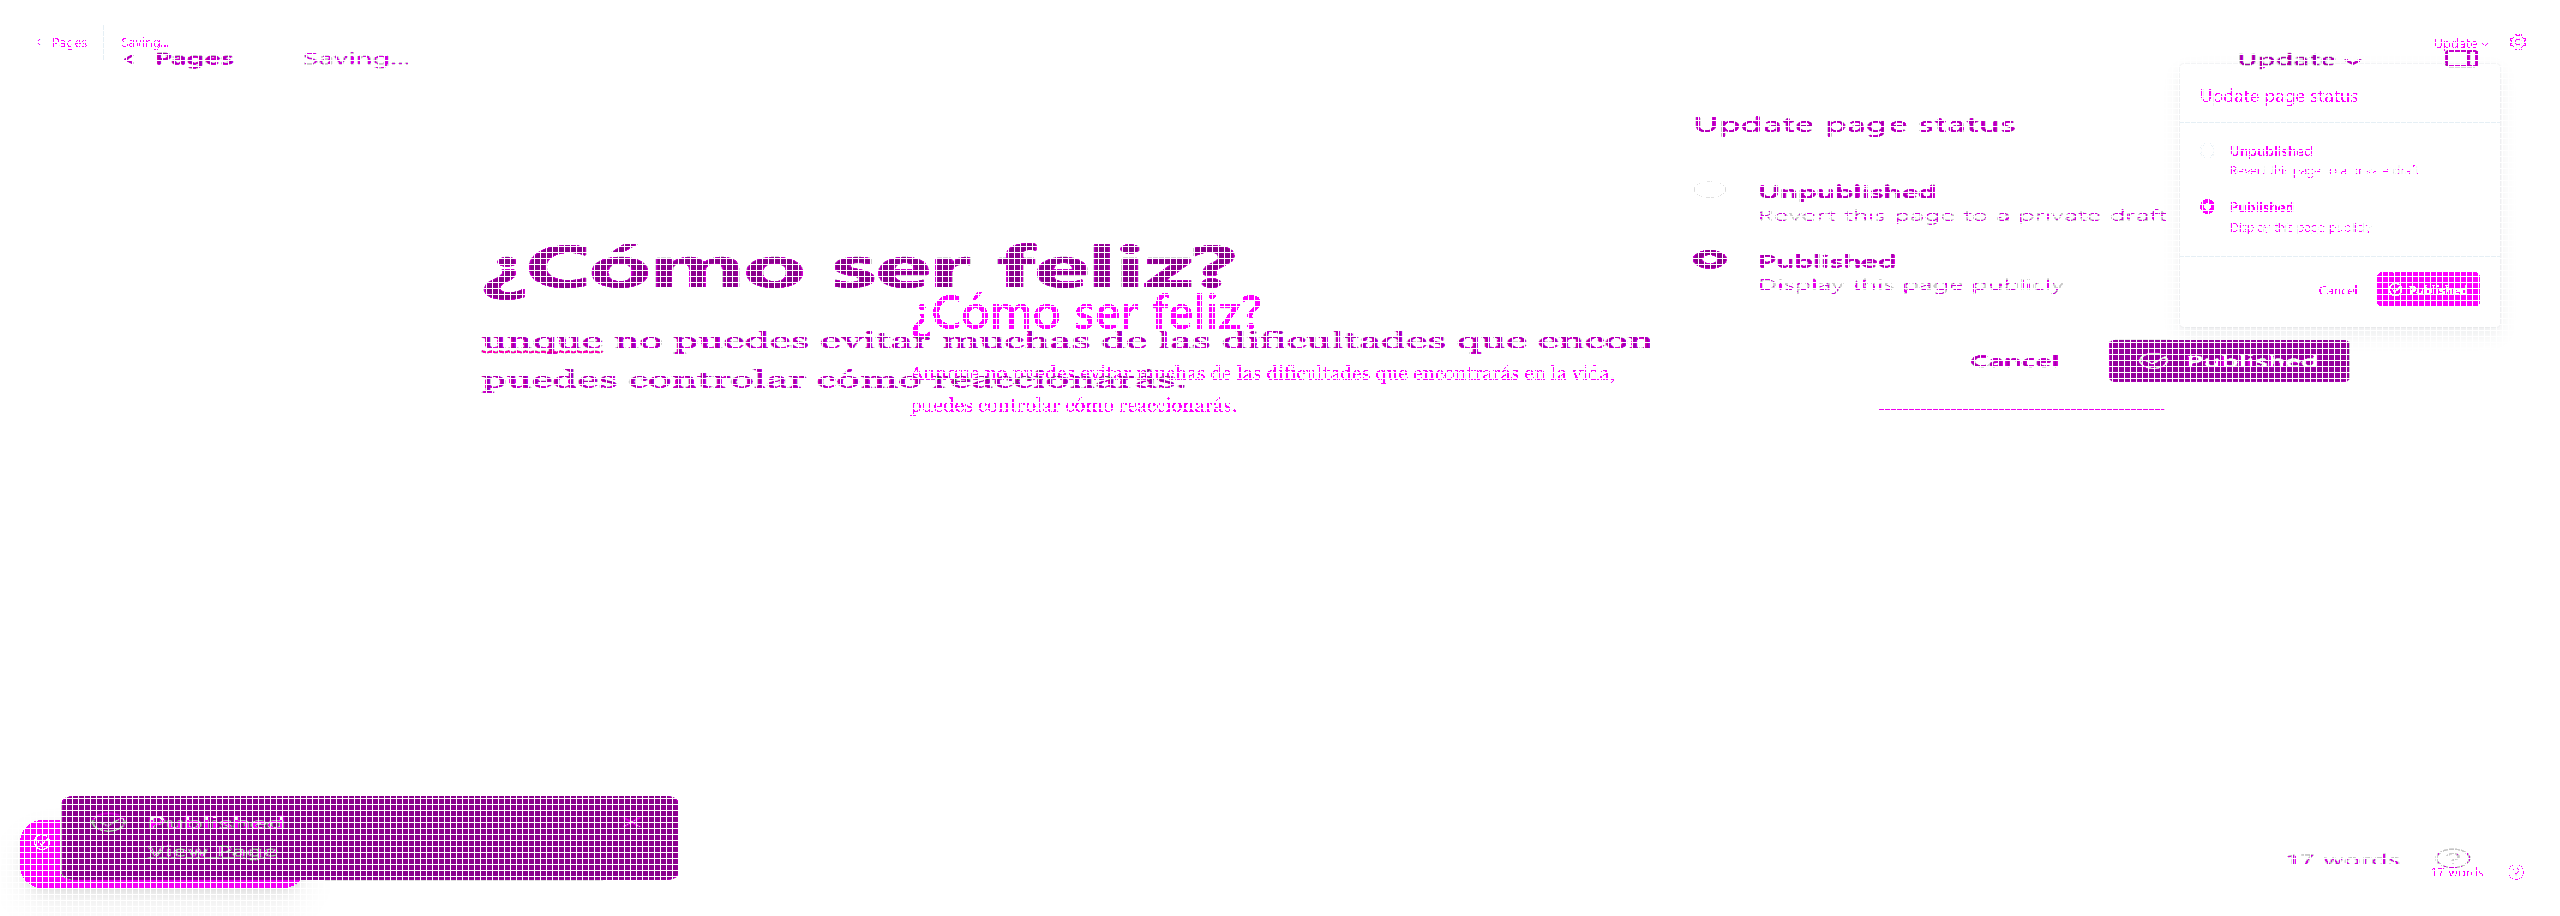 Pages
Saving...
Update
Pages
Saving...
Update
Update page status
Update page status
Unpublished
Revert this page to a private draft
Unpublished
Revert this page to a private draft
Published
Display this page publicly
Published
Display this page publicly
Cancel
Published
Cancel
Published
¿Cómo ser feliz?
¿Cómo ser feliz?
unque no puedes evitar muchas de las dificultades que encon
puedes controlar cómo reaccionarás.
Aunque no puedes evitar muchas de las dificultades que encontrarás en la vida,
puedes controlar cómo reaccionarás.
Published
View Page
17 words
17 words